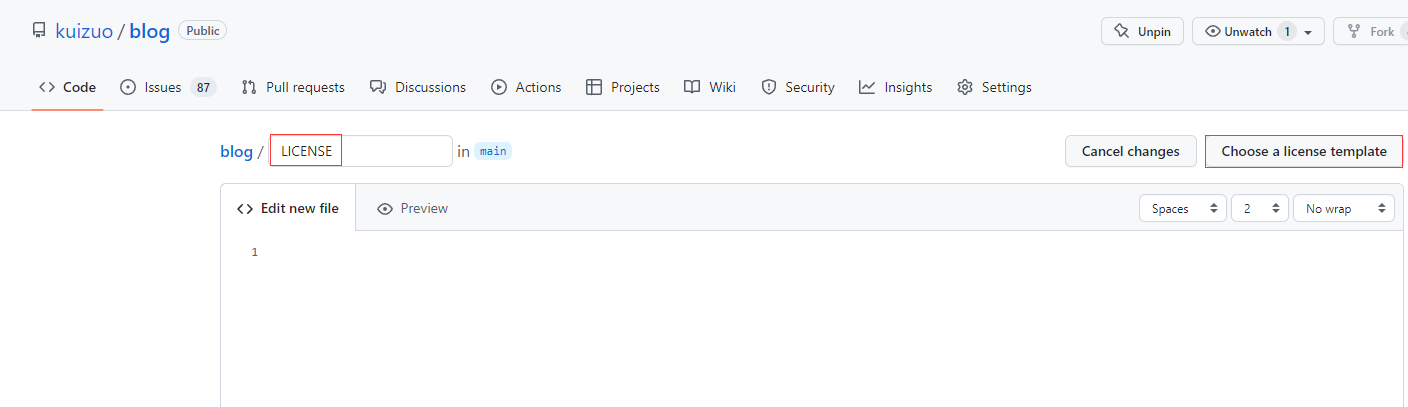 kuizuo / blog Public Unpin Unwatch 1 Fork
Code Issues 87 Pull requests Discussions Actions Projects Wiki Security Insights Settings
blog / LICENSE in main Cancel changes Choose a license template
Edit new file Preview Spaces 2 No wrap
1